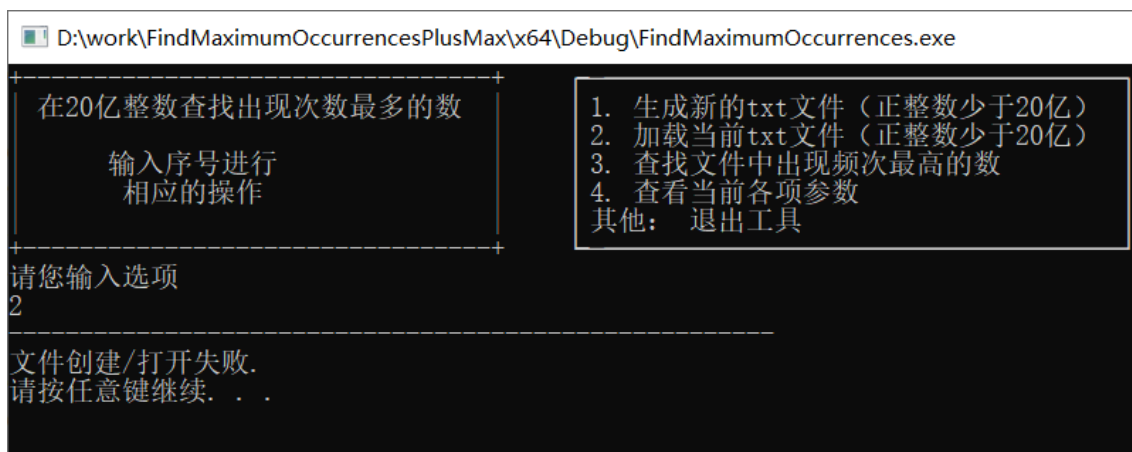 D:\work\FindMaximumOccurrencesPlusMax\x64\Debug\FindMaximumOccurrences.exe
在20亿整数查找出现次数最多的数
输入序号进行
相应的操作
1. 生成新的txt文件（正整数少于20亿）
2. 加载当前txt文件（正整数少于20亿）
3. 查找文件中出现频次最高的数
4. 查看当前各项参数
其他： 退出工具
请您输入选项
2
文件创建/打开失败.
请按任意键继续. . .